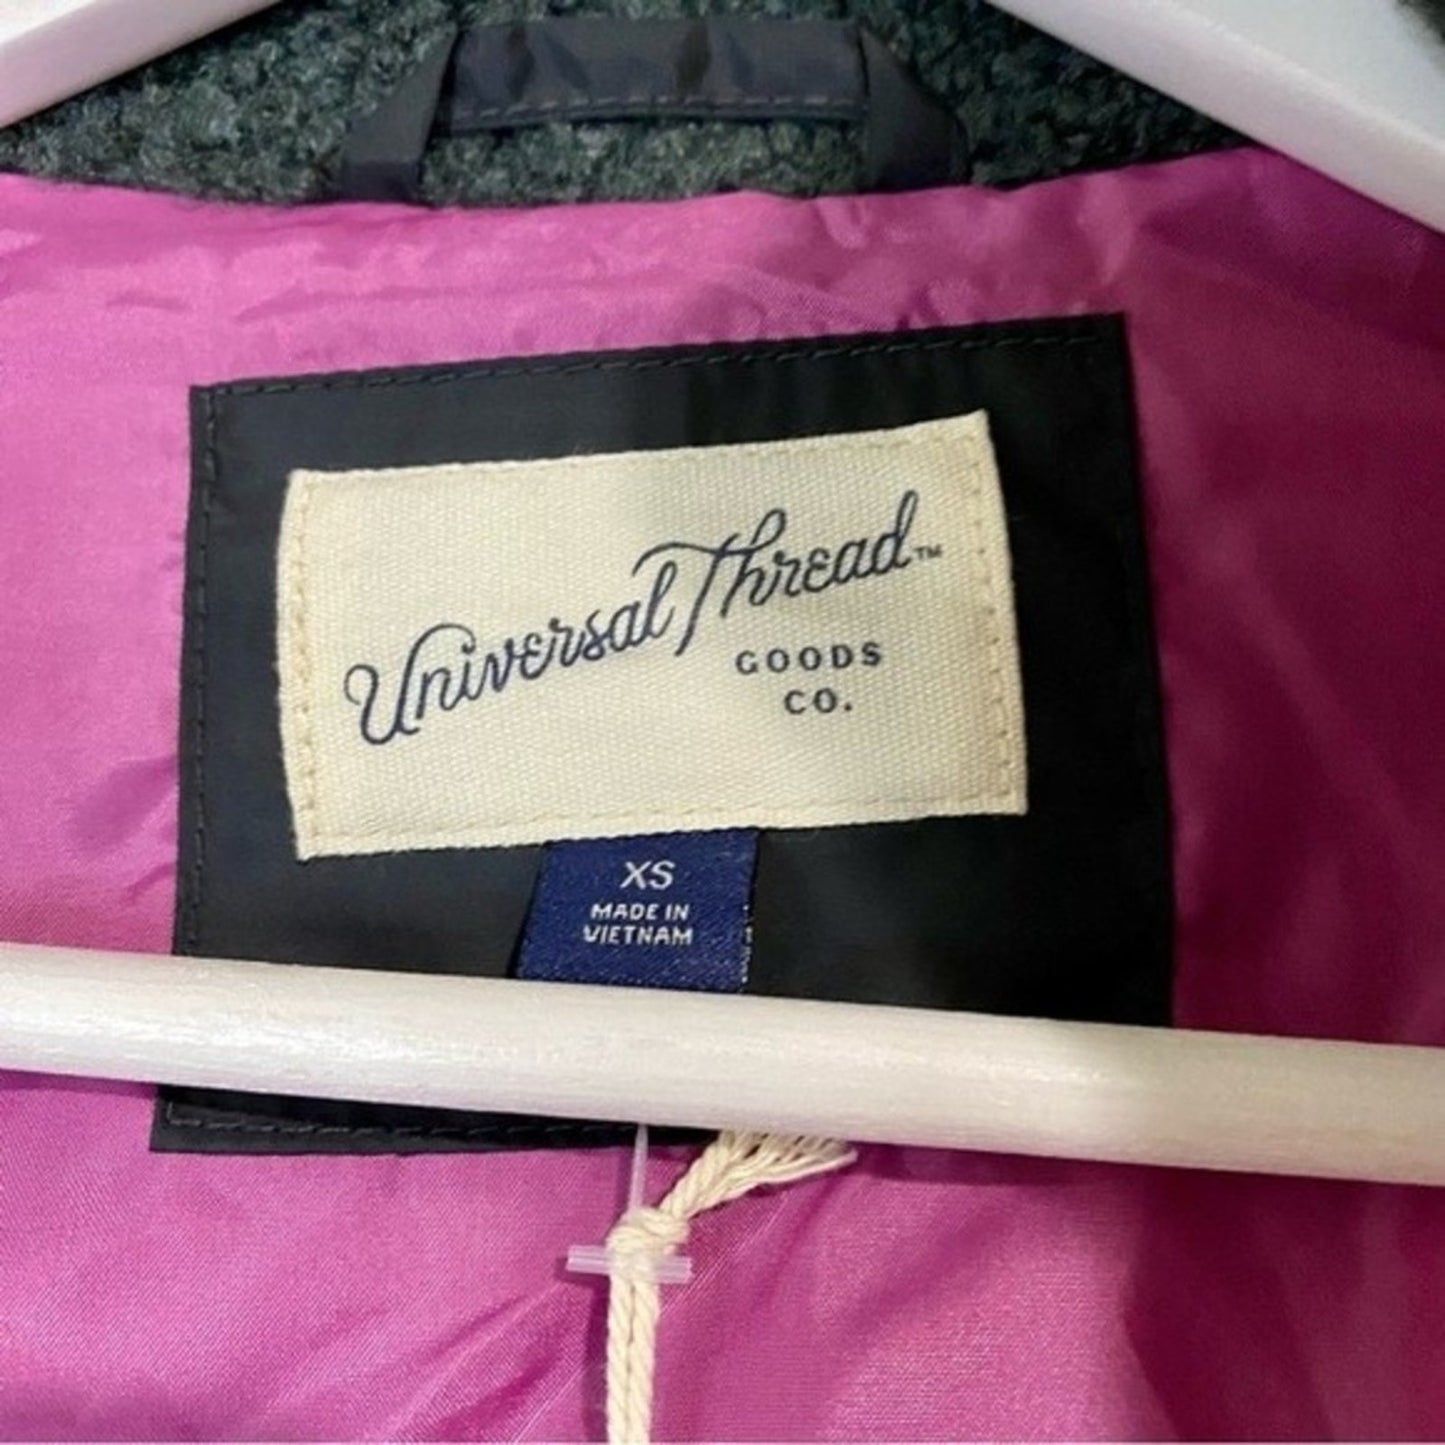 Universal Thread™
GOODS
CO.
XS
MADE IN
VIETNAM